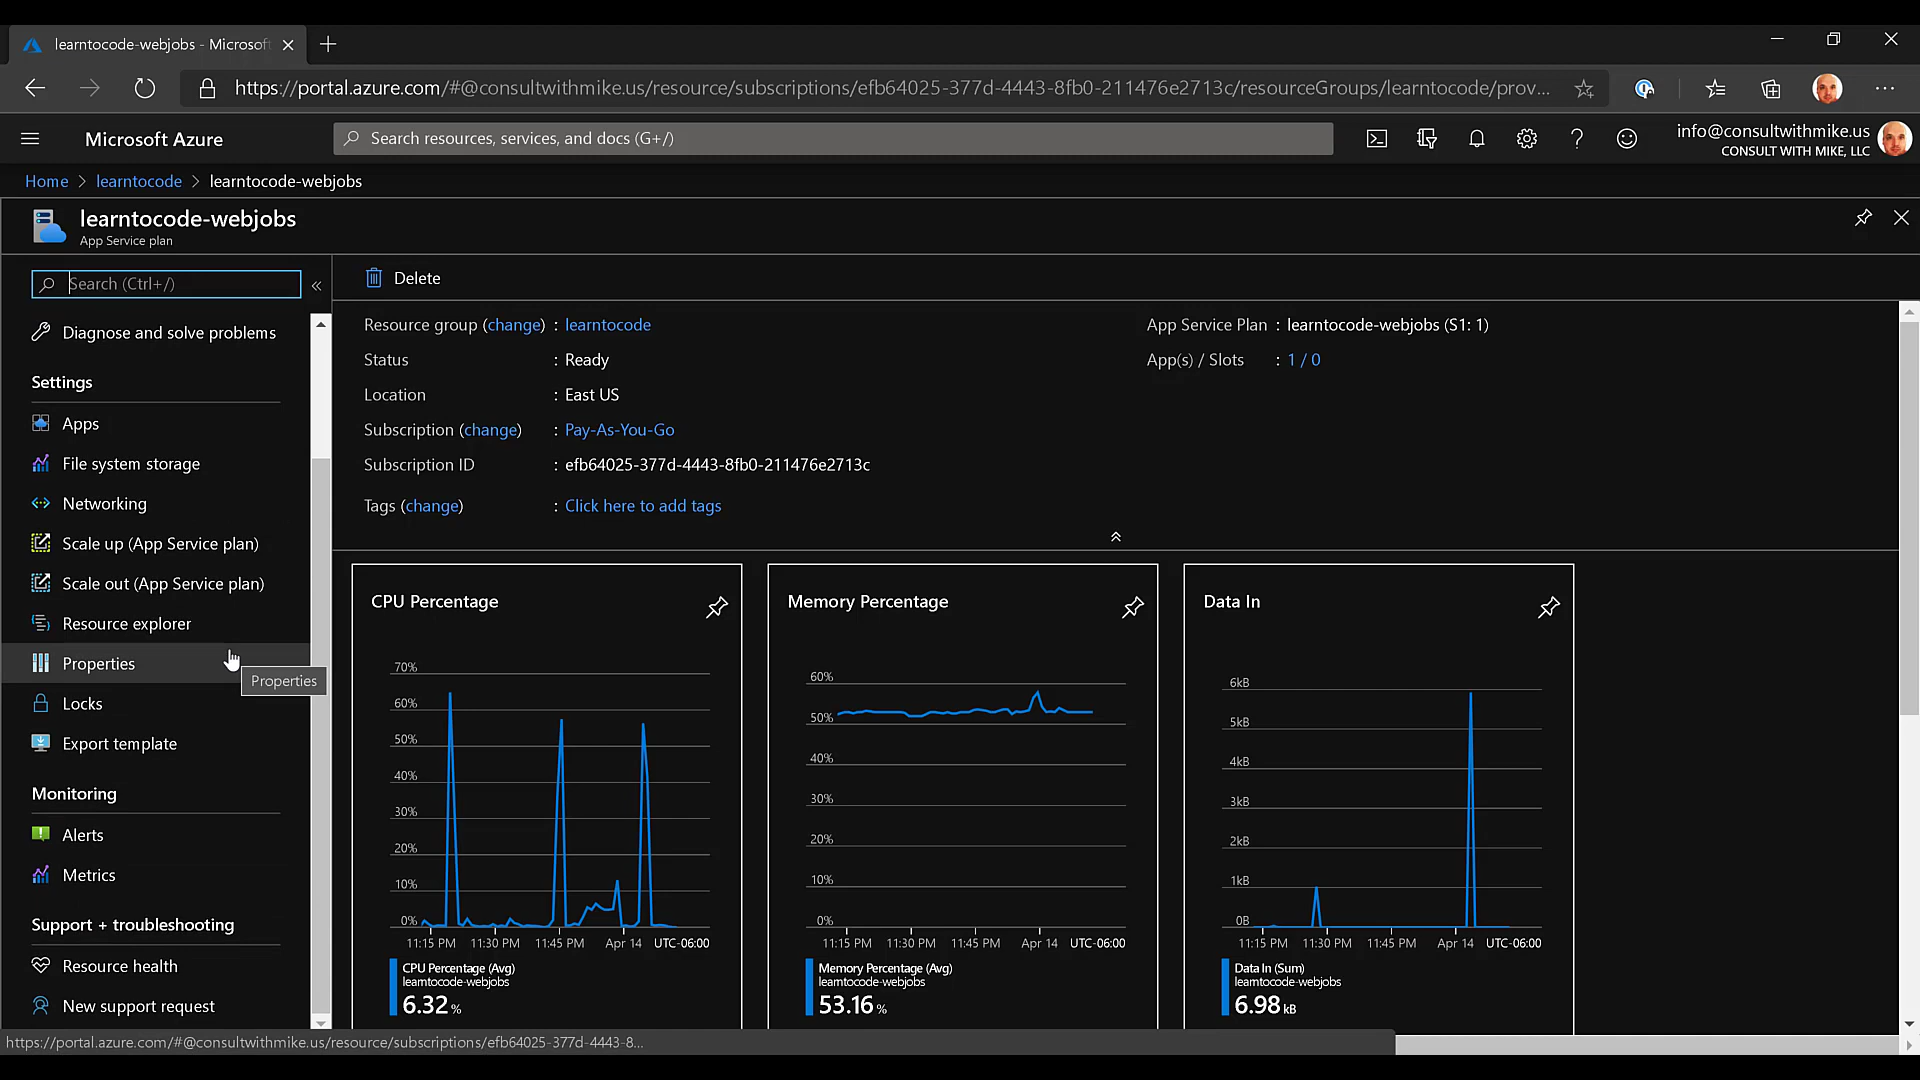 learntocode-webjobs - Microsoft
https://portal.azure.com/#@consultwithmike.us/resource/subscriptions/efb64025-377d-4443-8fb0-211476e2713c/resourceGroups/learntocode/prov...
Microsoft Azure
Search resources, services, and docs (G+/)
info@consultwithmike.us
CONSULT WITH MIKE, LLC
Home > learntocode > learntocode-webjobs
learntocode-webjobs
App Service plan
Search (Ctrl+/)
«
Diagnose and solve problems
Settings
Apps
File system storage
Networking
Scale up (App Service plan)
Scale out (App Service plan)
Resource explorer
Properties
Properties
Locks
Export template
Monitoring
Alerts
Metrics
Support + troubleshooting
Resource health
New support request
Delete
Resource group (change) : learntocode
Status : Ready
Location : East US
Subscription (change) : Pay-As-You-Go
Subscription ID : efb64025-377d-4443-8fb0-211476e2713c
Tags (change) : Click here to add tags
App Service Plan : learntocode-webjobs (S1: 1)
App(s) / Slots : 1 / 0
CPU Percentage
70%
60%
50%
40%
30%
20%
10%
0%
11:15 PM 11:30 PM 11:45 PM Apr 14 UTC-06:00
CPU Percentage (Avg)
learntocode-webjobs
6.32 %
Memory Percentage
60%
50%
40%
30%
20%
10%
0%
11:15 PM 11:30 PM 11:45 PM Apr 14 UTC-06:00
Memory Percentage (Avg)
learntocode-webjobs
53.16 %
Data In
6kB
5kB
4kB
3kB
2kB
1kB
0B
11:15 PM 11:30 PM 11:45 PM Apr 14 UTC-06:00
Data In (Sum)
learntocode-webjobs
6.98 kB
https://portal.azure.com/#@consultwithmike.us/resource/subscriptions/efb64025-377d-4443-8...